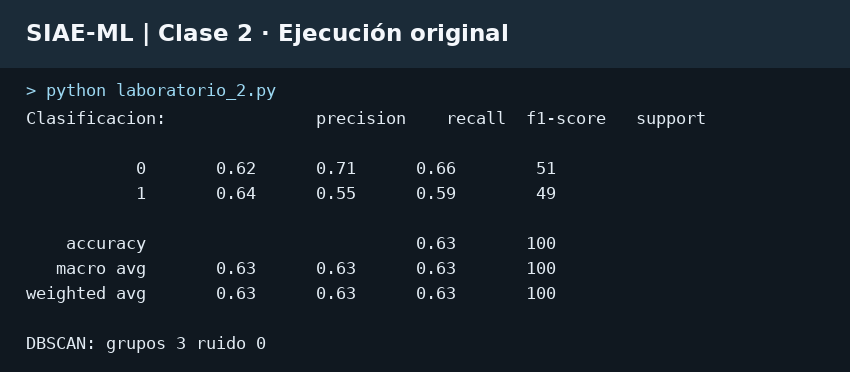 SIAE-ML | Clase 2 · Ejecución original
> python laboratorio_2.py
Clasificacion:               precision    recall  f1-score   support
           0       0.62      0.71      0.66        51
           1       0.64      0.55      0.59        49
    accuracy                           0.63       100
   macro avg       0.63      0.63      0.63       100
weighted avg       0.63      0.63      0.63       100
DBSCAN: grupos 3 ruido 0